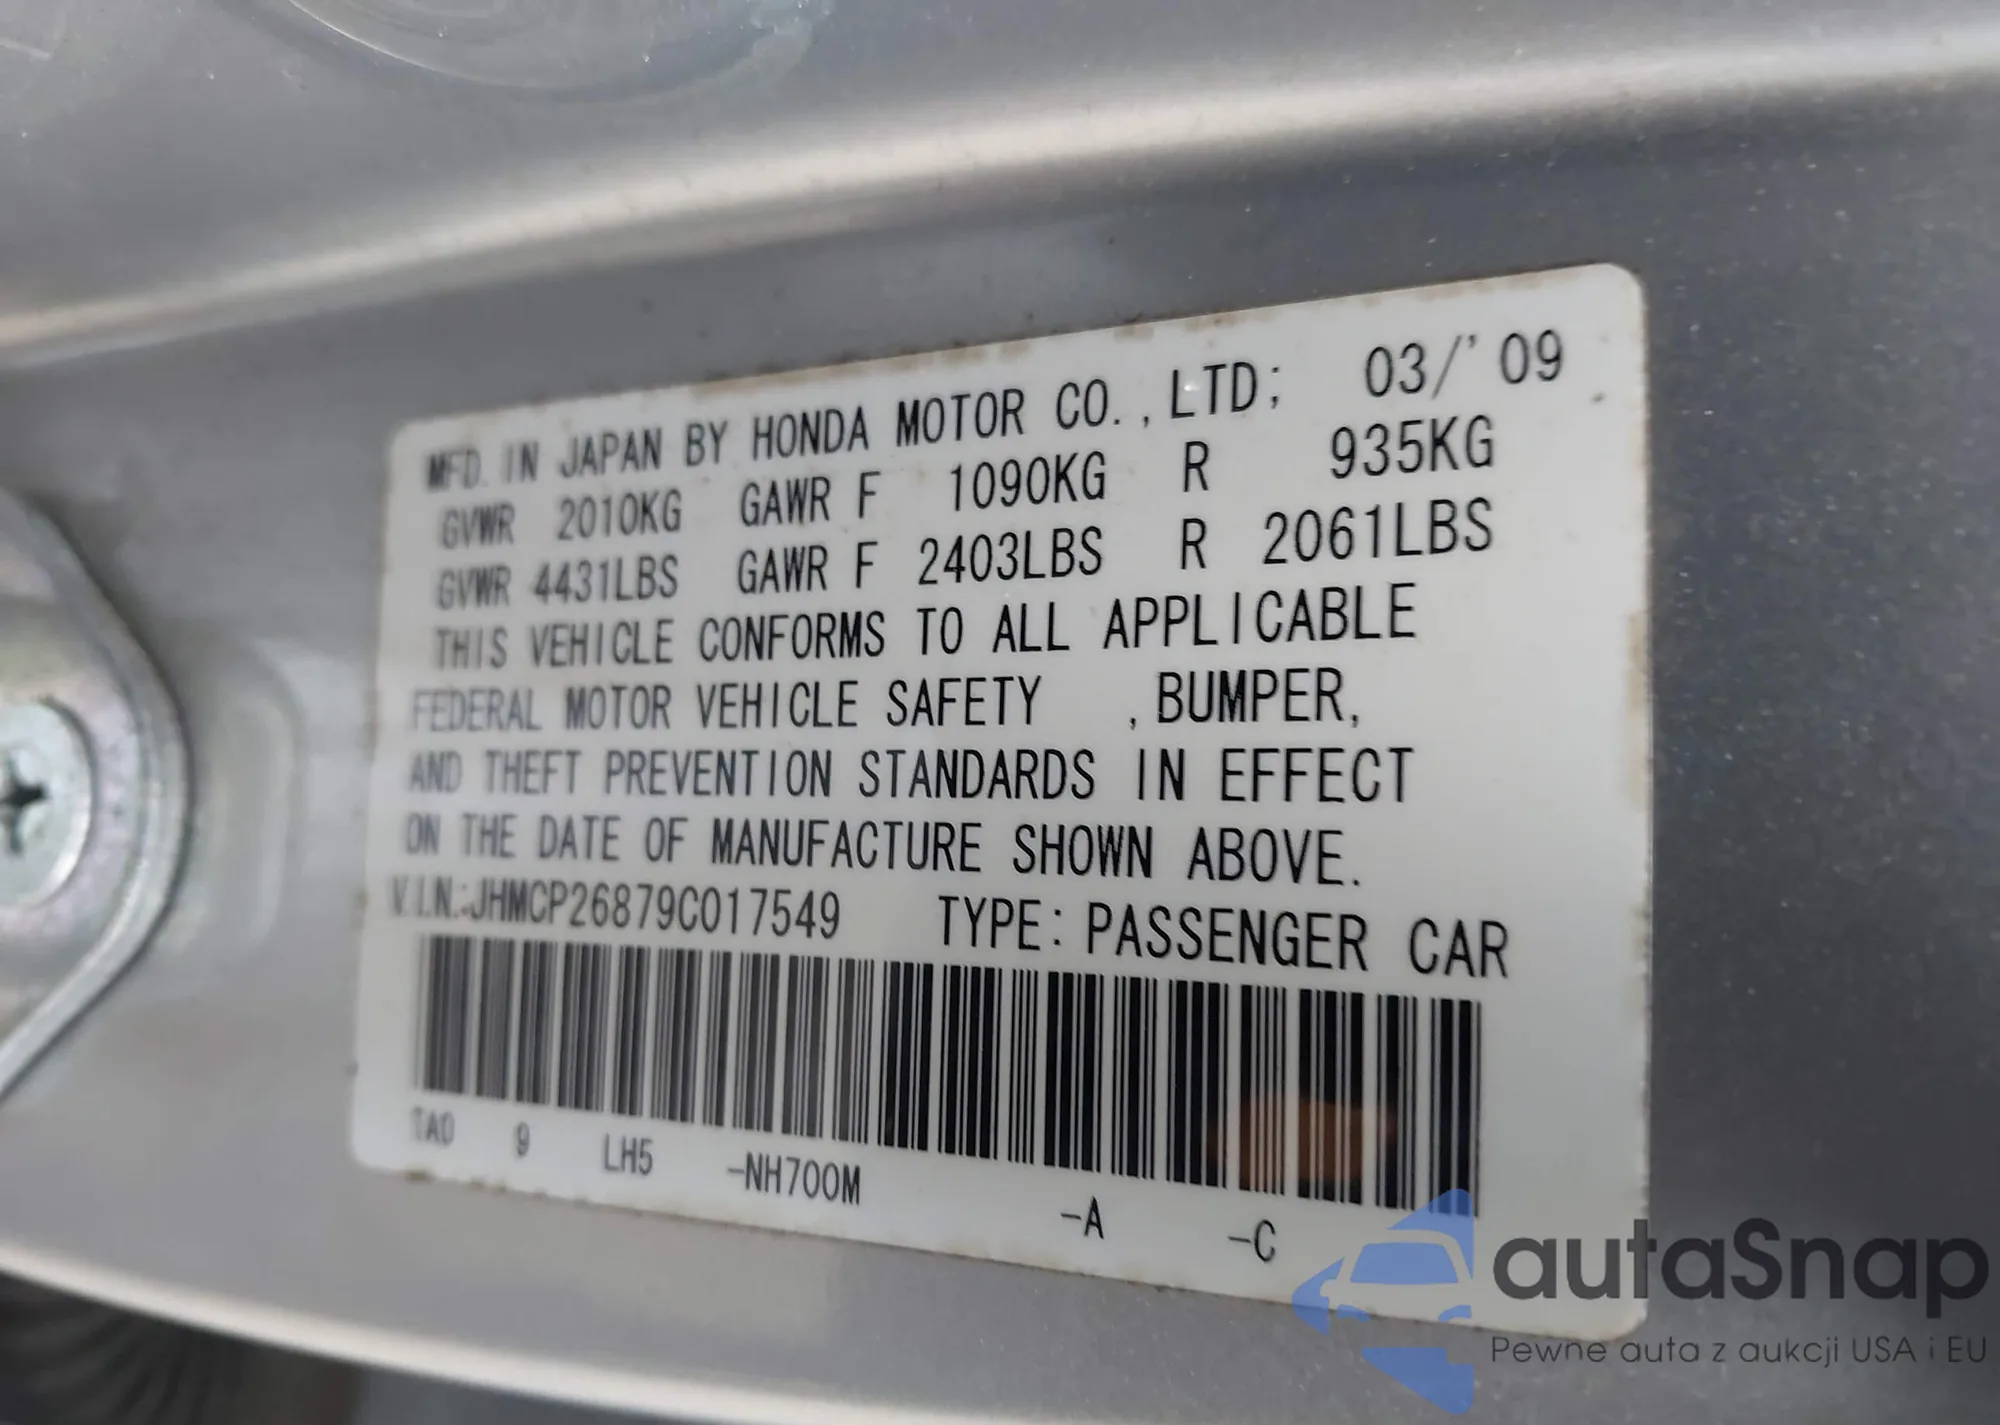 MFD. IN JAPAN BY HONDA MOTOR CO., LTD; 03/'09
GVWR 2010KG GAWR F 1090KG R 935KG
GVWR 4431LBS GAWR F 2403LBS R 2061LBS
THIS VEHICLE CONFORMS TO ALL APPLICABLE
FEDERAL MOTOR VEHICLE SAFETY , BUMPER,
AND THEFT PREVENTION STANDARDS IN EFFECT
ON THE DATE OF MANUFACTURE SHOWN ABOVE.
V.I.N.:JHMCP26879C017549 TYPE: PASSENGER CAR
TA0 9 LH5 -NH700M -A -C
autaSnap
Pewne auta z aukcji USA i EU